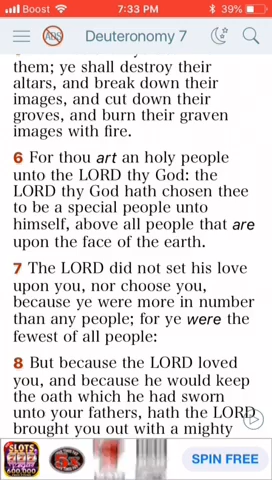 Boost 7:33 PM 39%
ADS Deuteronomy 7
them; ye shall destroy their
altars, and break down their
images, and cut down their
groves, and burn their graven
images with fire.
6 For thou art an holy people
unto the LORD thy God: the
LORD thy God hath chosen thee
to be a special people unto
himself, above all people that are
upon the face of the earth.
7 The LORD did not set his love
upon you, nor choose you,
because ye were more in number
than any people; for ye were the
fewest of all people:
8 But because the LORD loved
you, and because he would keep
the oath which he had sworn
unto your fathers, hath the LORD
brought you out with a mighty
SLOTS
SPIN FREE